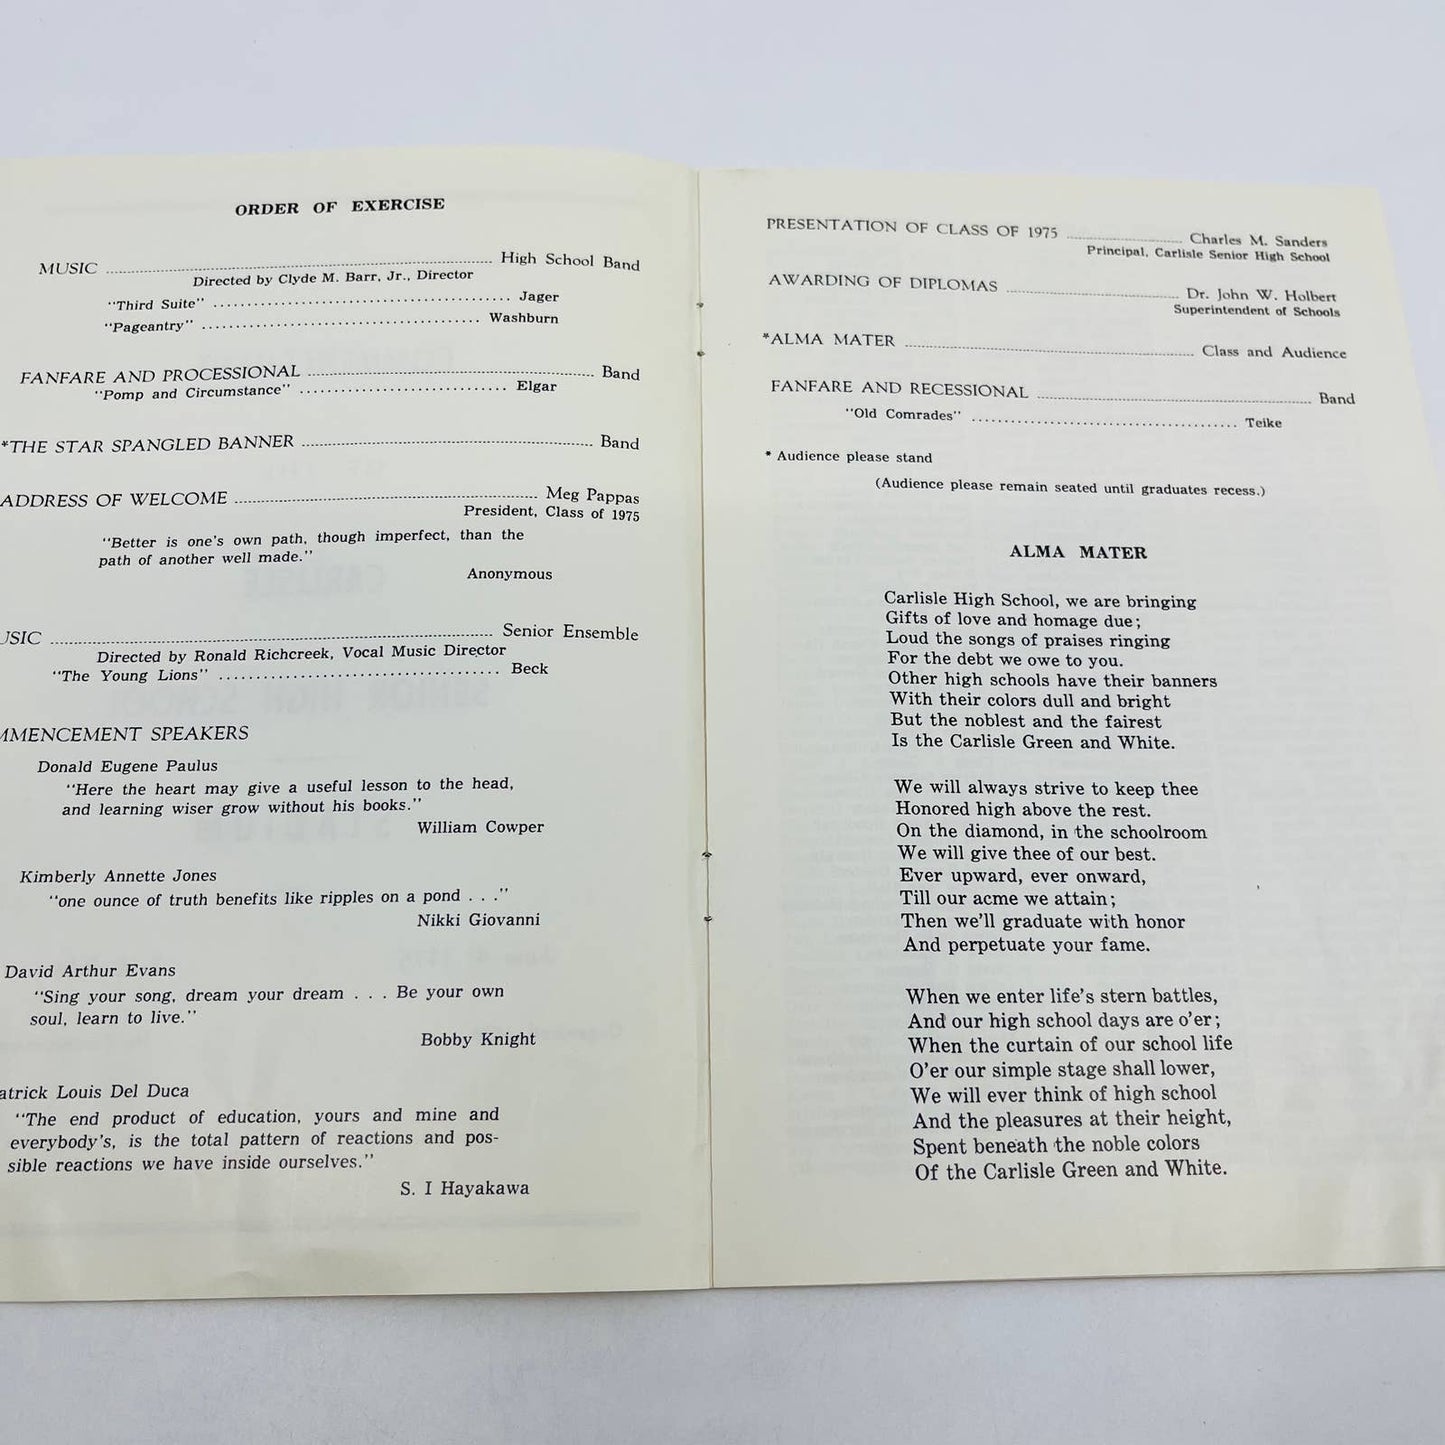 ORDER OF EXERCISE
MUSIC ........ High School Band
Directed by Clyde M. Barr, Jr., Director
"Third Suite" ........ Jager
"Pageantry" ........ Washburn
FANFARE AND PROCESSIONAL ........ Band
"Pomp and Circumstance" ........ Elgar
*THE STAR SPANGLED BANNER ........ Band
ADDRESS OF WELCOME ........ Meg Pappas
President, Class of 1975
"Better is one's own path, though imperfect, than the
path of another well made."
Anonymous
USIC ........ Senior Ensemble
Directed by Ronald Richcreek, Vocal Music Director
"The Young Lions" ........ Beck
MMENCEMENT SPEAKERS
Donald Eugene Paulus
"Here the heart may give a useful lesson to the head,
and learning wiser grow without his books."
William Cowper
Kimberly Annette Jones
"one ounce of truth benefits like ripples on a pond . . ."
Nikki Giovanni
David Arthur Evans
"Sing your song, dream your dream . . . Be your own
soul, learn to live."
Bobby Knight
atrick Louis Del Duca
"The end product of education, yours and mine and
everybody's, is the total pattern of reactions and pos-
sible reactions we have inside ourselves."
S. I Hayakawa
PRESENTATION OF CLASS OF 1975 ........ Charles M. Sanders
Principal, Carlisle Senior High School
AWARDING OF DIPLOMAS ........ Dr. John W. Holbert
Superintendent of Schools
*ALMA MATER ........ Class and Audience
FANFARE AND RECESSIONAL ........ Band
"Old Comrades" ........ Teike
* Audience please stand
(Audience please remain seated until graduates recess.)
ALMA MATER
Carlisle High School, we are bringing
Gifts of love and homage due;
Loud the songs of praises ringing
For the debt we owe to you.
Other high schools have their banners
With their colors dull and bright
But the noblest and the fairest
Is the Carlisle Green and White.
We will always strive to keep thee
Honored high above the rest.
On the diamond, in the schoolroom
We will give thee of our best.
Ever upward, ever onward,
Till our acme we attain;
Then we'll graduate with honor
And perpetuate your fame.
When we enter life's stern battles,
And our high school days are o'er;
When the curtain of our school life
O'er our simple stage shall lower,
We will ever think of high school
And the pleasures at their height,
Spent beneath the noble colors
Of the Carlisle Green and White.